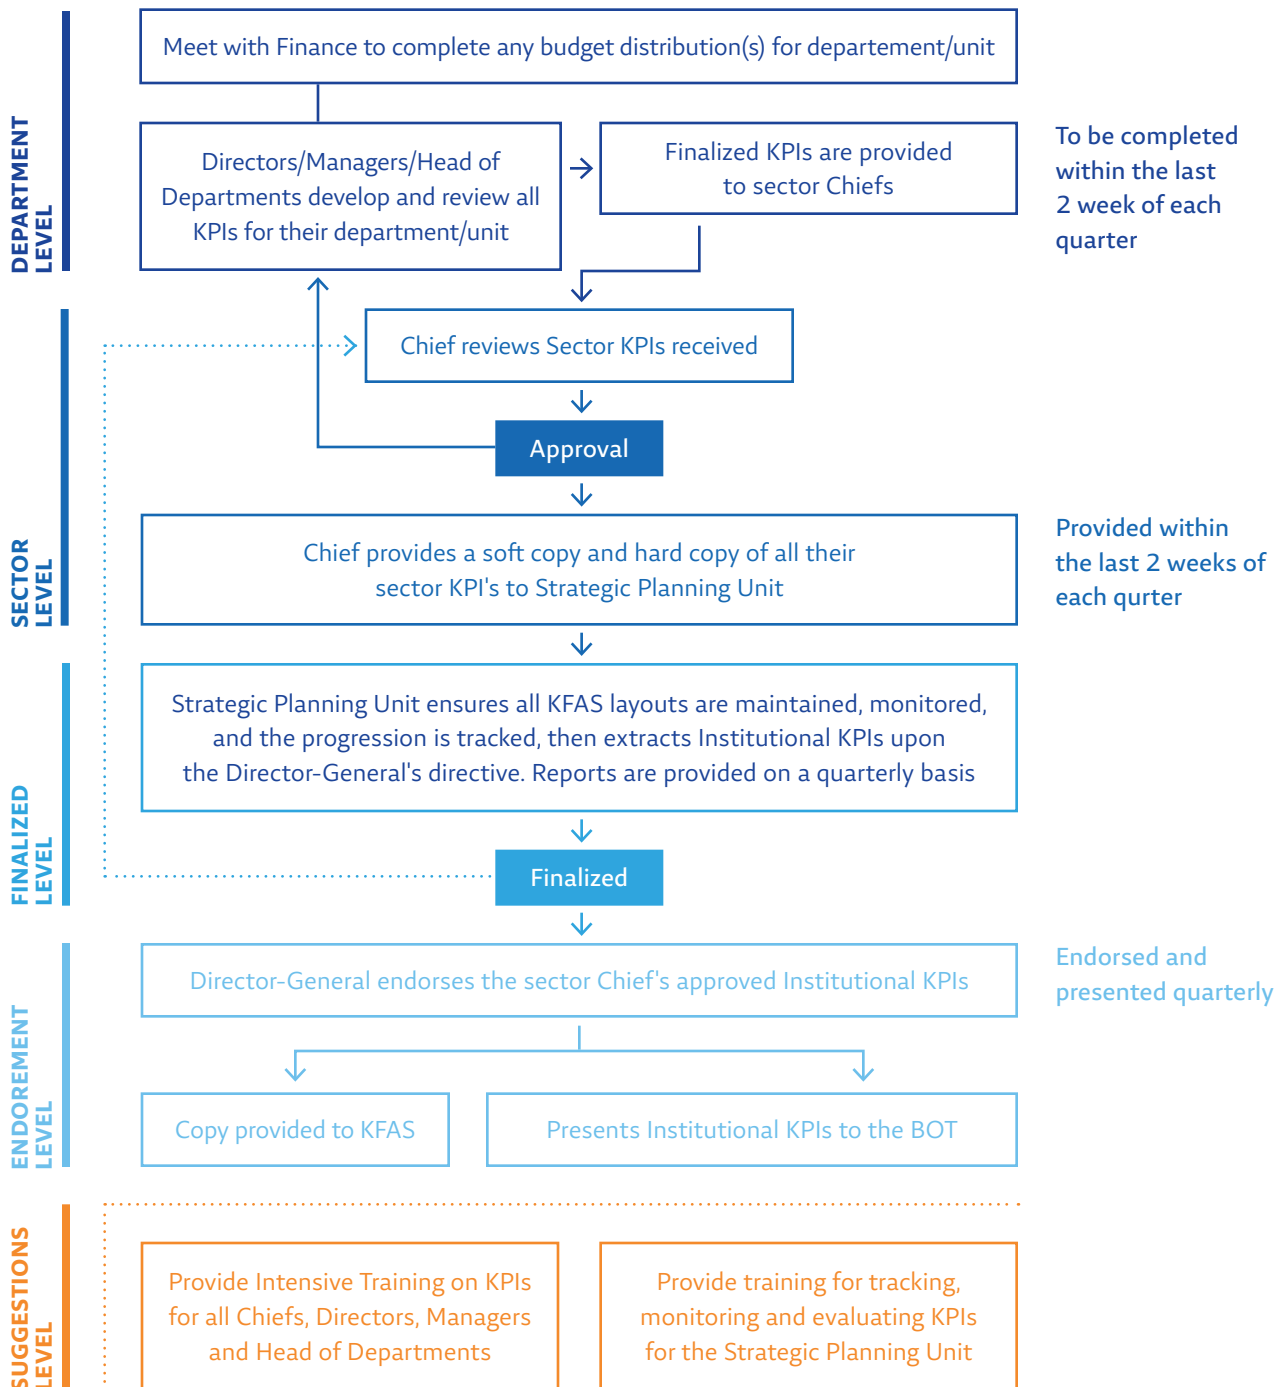 DEPARTMENT
LEVEL
Meet with Finance to complete any budget distribution(s) for departement/unit
Directors/Managers/Head of
Departments develop and review all
KPIs for their department/unit
Finalized KPIs are provided
to sector Chiefs
To be completed
within the last
2 week of each
quarter
SECTOR
LEVEL
Chief reviews Sector KPIs received
Approval
Chief provides a soft copy and hard copy of all their
sector KPI's to Strategic Planning Unit
Provided within
the last 2 weeks of
each qurter
FINALIZED
LEVEL
Strategic Planning Unit ensures all KFAS layouts are maintained, monitored,
and the progression is tracked, then extracts Institutional KPIs upon
the Director-General's directive. Reports are provided on a quarterly basis
Finalized
ENDOREMENT
LEVEL
Director-General endorses the sector Chief's approved Institutional KPIs
Endorsed and
presented quarterly
Copy provided to KFAS
Presents Institutional KPIs to the BOT
SUGGESTIONS
LEVEL
Provide Intensive Training on KPIs
for all Chiefs, Directors, Managers
and Head of Departments
Provide training for tracking,
monitoring and evaluating KPIs
for the Strategic Planning Unit